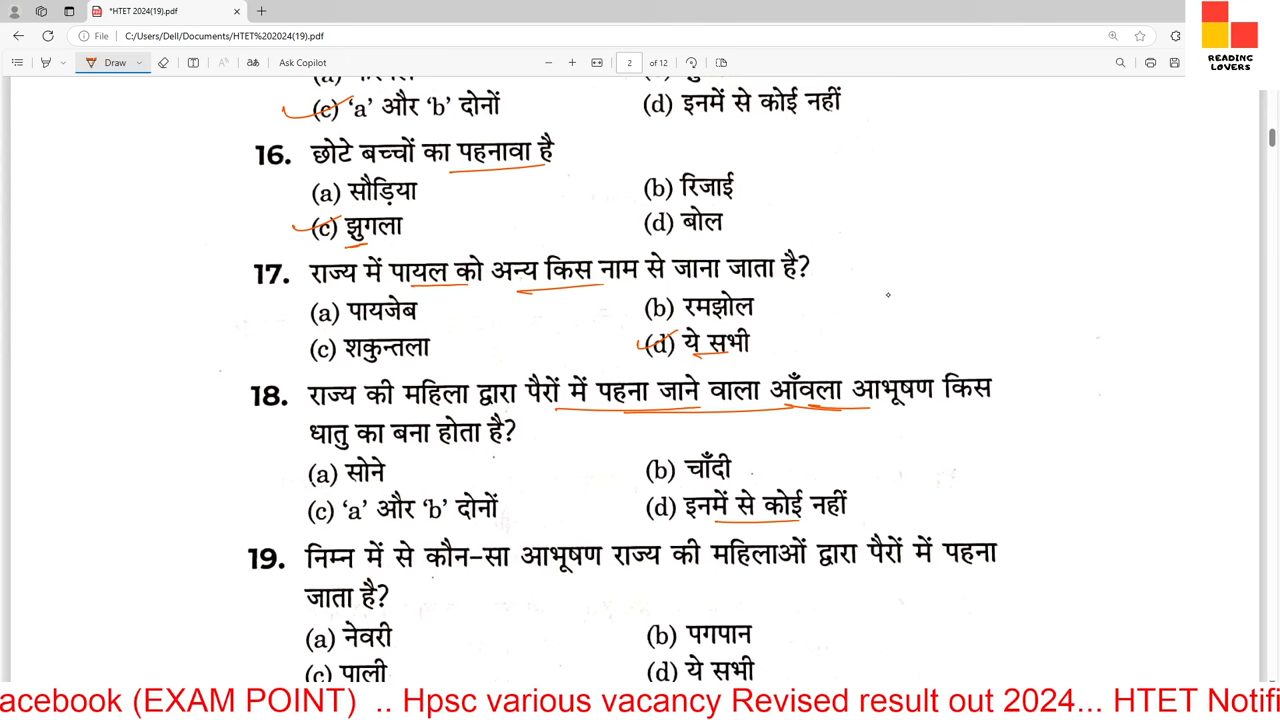 *HTET 2024(19).pdf
File C:/Users/Dell/Documents/HTET%202024(19).pdf
READING
LOVERS
Draw Ask Copilot 2 of 12
(c) 'a' और 'b' दोनों (d) इनमें से कोई नहीं
16. छोटे बच्चों का पहनावा है
(a) सौड़िया (b) रिजाई
(c) झुगला (d) बोल
17. राज्य में पायल को अन्य किस नाम से जाना जाता है?
(a) पायजेब (b) रमझोल
(c) शकुन्तला (d) ये सभी
18. राज्य की महिला द्वारा पैरों में पहना जाने वाला आँवला आभूषण किस
धातु का बना होता है?
(a) सोने (b) चाँदी
(c) 'a' और 'b' दोनों (d) इनमें से कोई नहीं
19. निम्न में से कौन-सा आभूषण राज्य की महिलाओं द्वारा पैरों में पहना
जाता है?
(a) नेवरी (b) पगपान
(c) पाली (d) ये सभी
acebook (EXAM POINT) .. Hpsc various vacancy Revised result out 2024... HTET Notifi